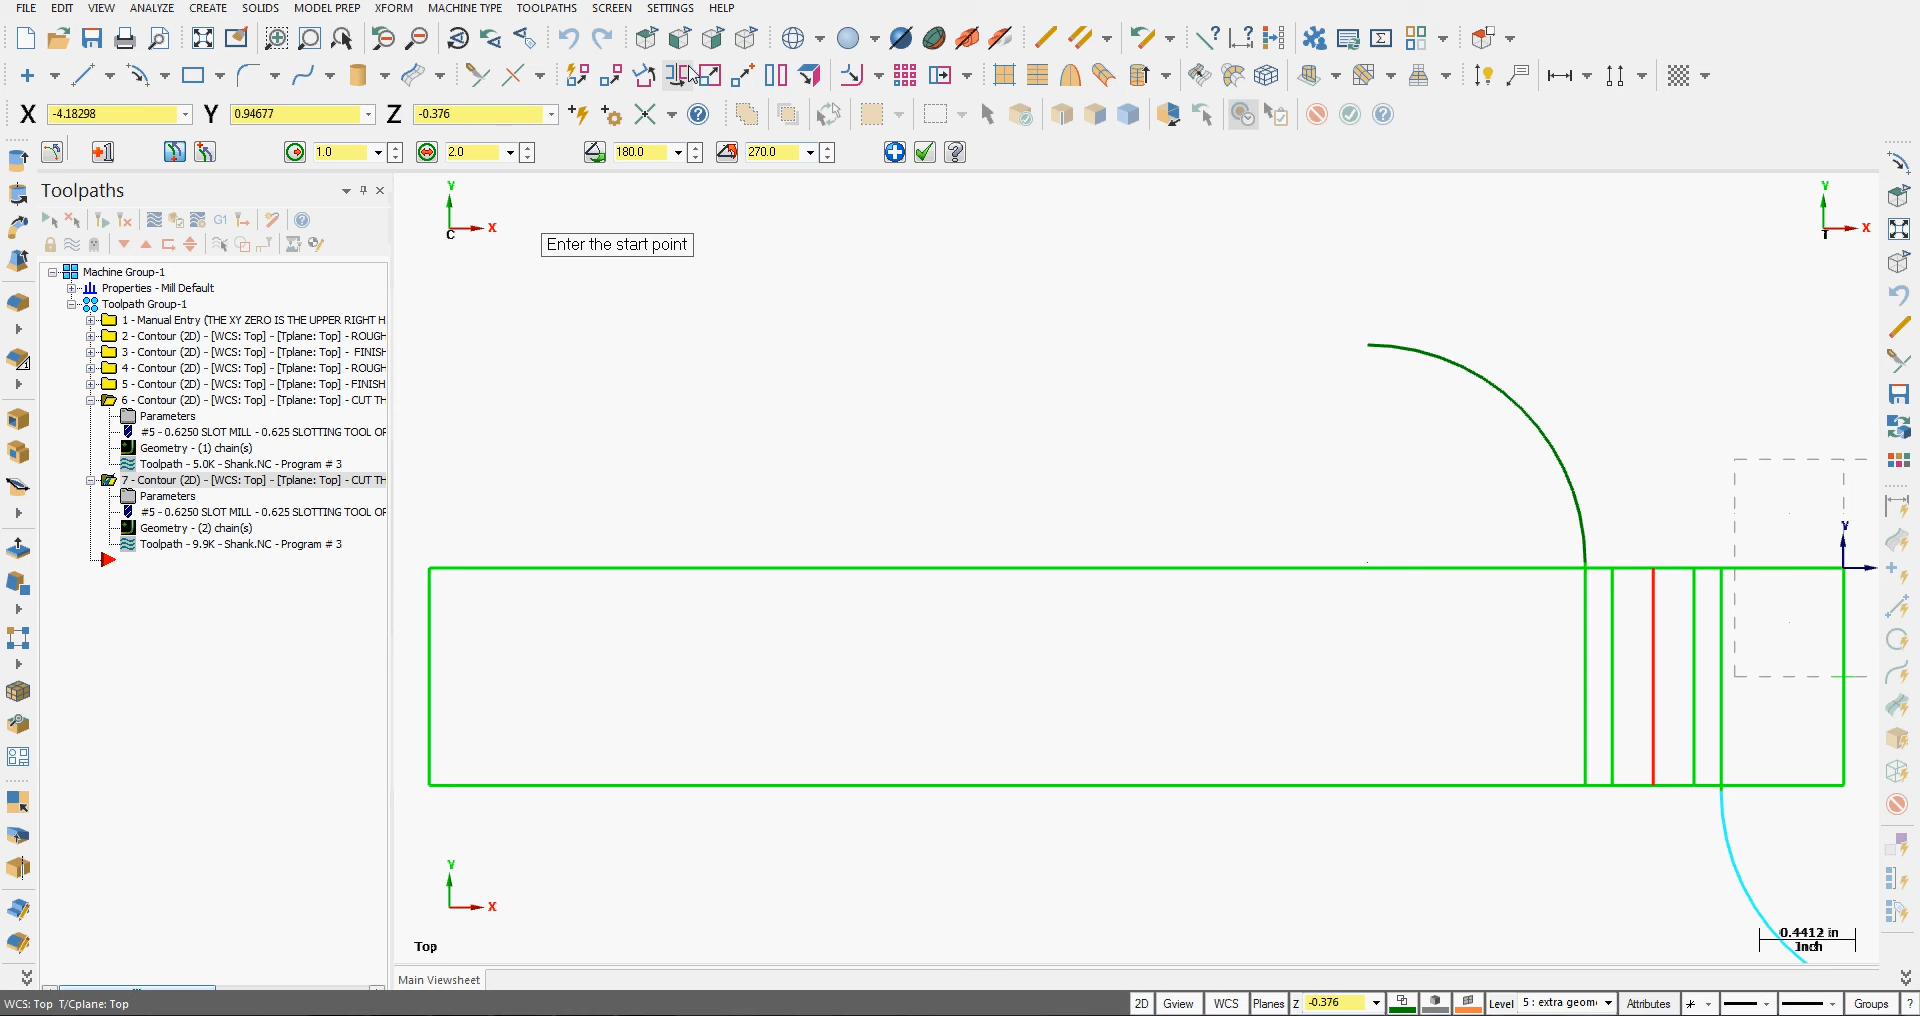 FILE EDIT VIEW ANALYZE CREATE SOLIDS MODEL PREP XFORM MACHINE TYPE TOOLPATHS SCREEN SETTINGS HELP
X -4.18298 Y 0.94677 Z -0.376
+1 1.0 2.0 180.0 270.0
Toolpaths
G1
Machine Group-1
Properties - Mill Default
Toolpath Group-1
1 - Manual Entry (THE XY ZERO IS THE UPPER RIGHT H
2 - Contour (2D) - [WCS: Top] - [Tplane: Top] - ROUGH
3 - Contour (2D) - [WCS: Top] - [Tplane: Top] - FINISH
4 - Contour (2D) - [WCS: Top] - [Tplane: Top] - ROUGH
5 - Contour (2D) - [WCS: Top] - [Tplane: Top] - FINISH
6 - Contour (2D) - [WCS: Top] - [Tplane: Top] - CUT TH
Parameters
#5 - 0.6250 SLOT MILL - 0.625 SLOTTING TOOL OF
Geometry - (1) chain(s)
Toolpath - 5.0K - Shank.NC - Program # 3
7 - Contour (2D) - [WCS: Top] - [Tplane: Top] - CUT TH
Parameters
#5 - 0.6250 SLOT MILL - 0.625 SLOTTING TOOL OF
Geometry - (2) chain(s)
Toolpath - 9.9K - Shank.NC - Program # 3
Y
X
C
Enter the start point
Y
X
T
Y
Y
X
Top
0.4412 in
Inch
Main Viewsheet
WCS: Top T/Cplane: Top
2D Gview WCS Planes Z -0.376 Level 5 : extra geom Attributes Groups ?